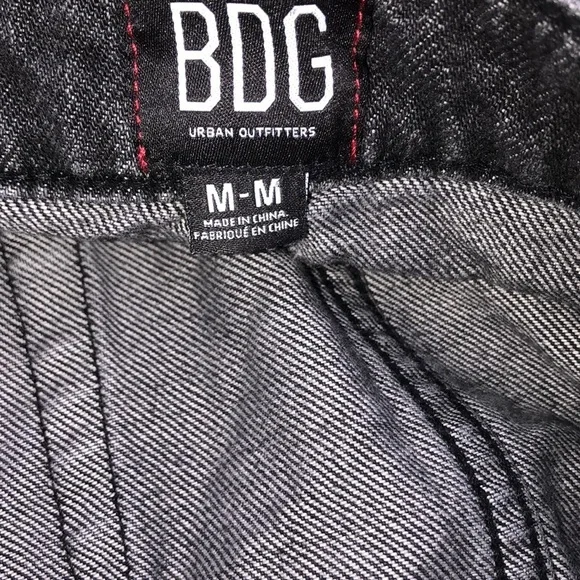 BDG
URBAN OUTFITTERS
M-M
MADE IN CHINA
FABRIQUÉ EN CHINE